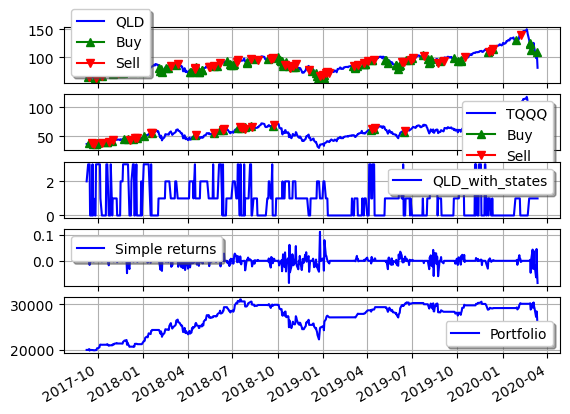 QLD
Buy
Sell
150
100
TQQQ
Buy
Sell
100
50
QLD_with_states
2
0
Simple returns
0.1
0.0
Portfolio
30000
20000
2017-10 2018-01 2018-04 2018-07 2018-10 2019-01 2019-04 2019-07 2019-10 2020-01 2020-04